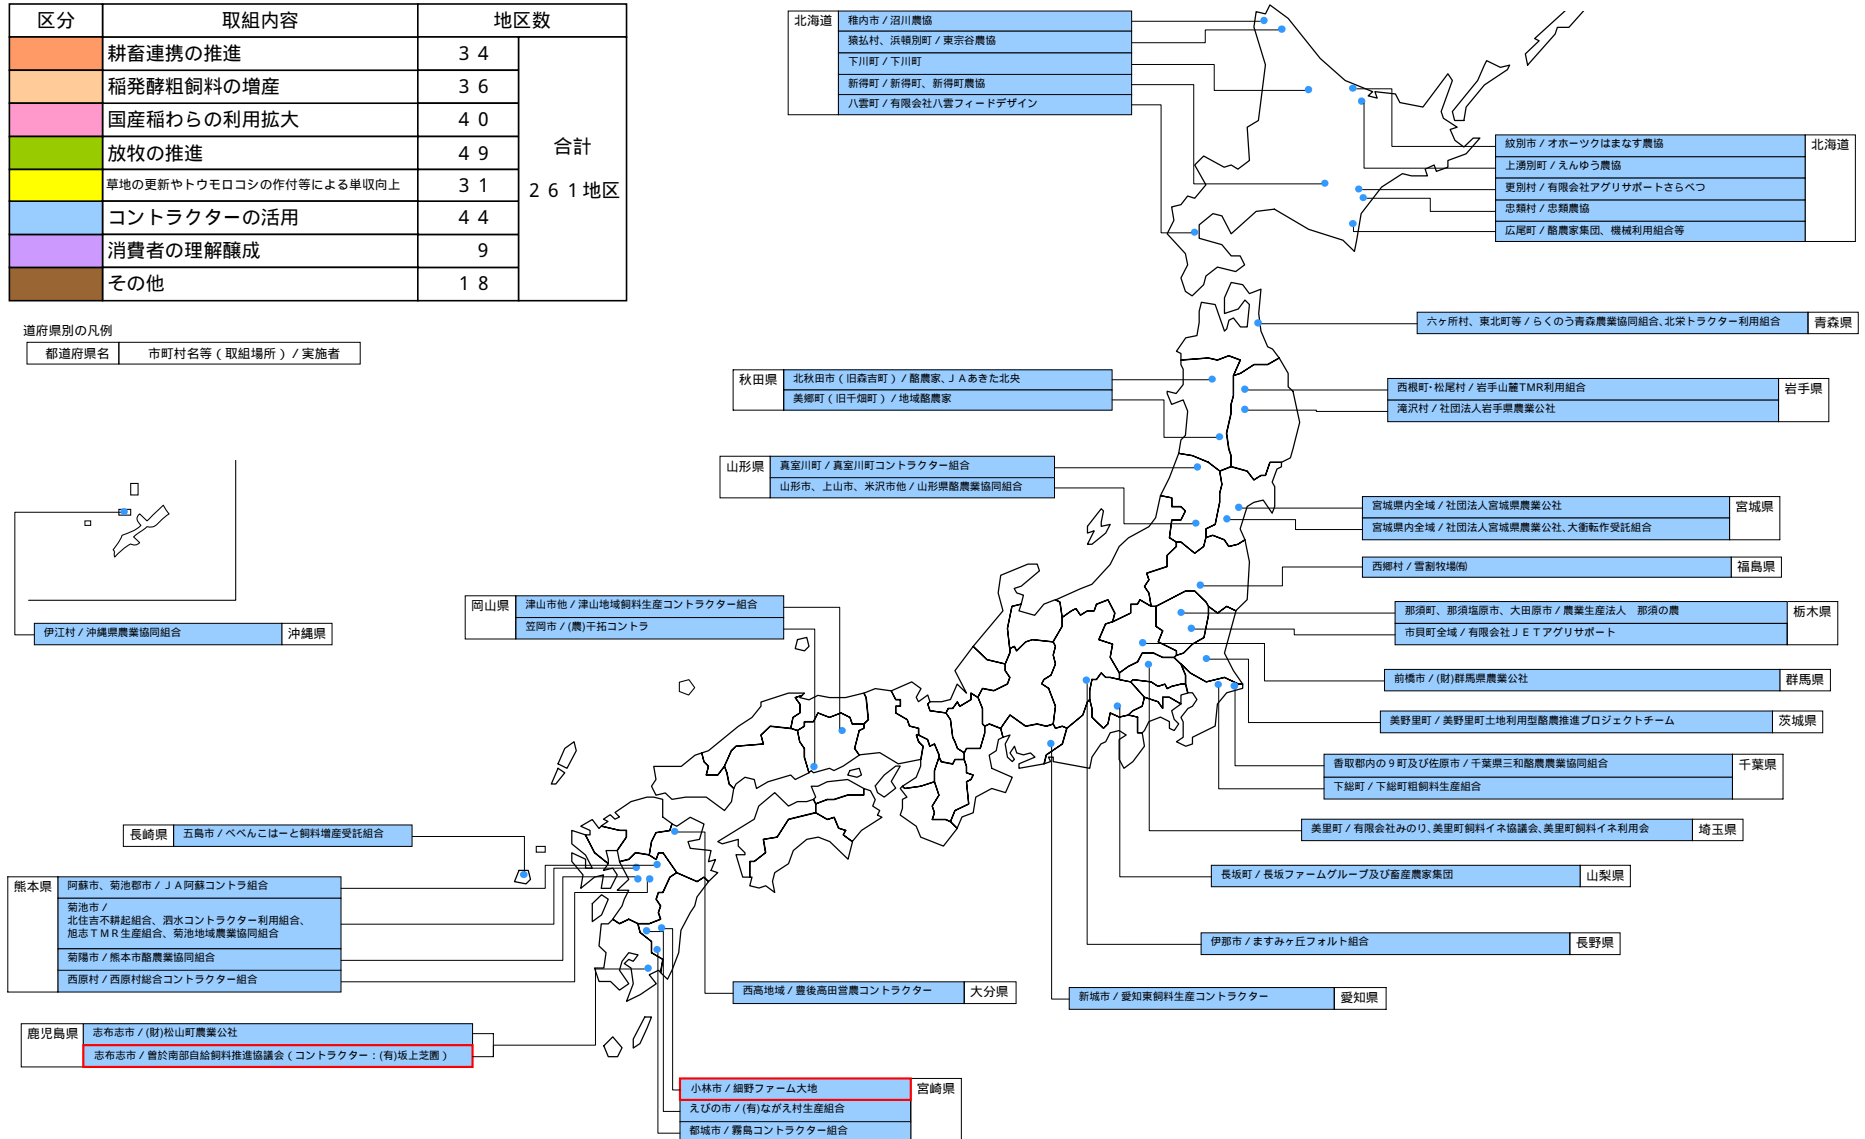 区分 取組内容 地区数
耕畜連携の推進 34
稲発酵粗飼料の増産 36
国産稲わらの利用拡大 40
放牧の推進 49
草地の更新やトウモロコシの作付等による単収向上 31
コントラクターの活用 44
消費者の理解醸成 9
その他 18
合計
261地区
道府県別の凡例
都道府県名 市町村名等(取組場所)/実施者
北海道
稚内市/沼川農協
猿払村、浜頓別町/東宗谷農協
下川町/下川町
新得町/新得町、新得町農協
八雲町/有限会社八雲フィードデザイン
紋別市/オホーツクはまなす農協
北海道
上湧別町/えんゆう農協
更別村/有限会社アグリサポートさらべつ
忠類村/忠類農協
広尾町/酪農家集団、機械利用組合等
六ヶ所村、東北町等/らくのう青森農業協同組合、北栄トラクター利用組合 青森県
秋田県
北秋田市(旧森吉町)/酪農家、JAあきた北央
美郷町(旧千畑町)/地域酪農家
西根町・松尾村/岩手山麓TMR利用組合 岩手県
滝沢村/社団法人岩手県農業公社
山形県
真室川町/真室川町コントラクター組合
山形市、上山市、米沢市他/山形県酪農業協同組合
宮城県内全域/社団法人宮城県農業公社 宮城県
宮城県内全域/社団法人宮城県農業公社、大衝転作受託組合
西郷村/雪割牧場㈲ 福島県
岡山県
津山市他/津山地域飼料生産コントラクター組合
笠岡市/(農)干拓コントラ
那須町、那須塩原市、大田原市/農業生産法人 那須の農 栃木県
市貝町全域/有限会社JETアグリサポート
伊江村/沖縄県農業協同組合 沖縄県
前橋市/(財)群馬県農業公社 群馬県
美野里町/美野里町土地利用型酪農推進プロジェクトチーム 茨城県
香取郡内の9町及び佐原市/千葉県三和酪農農業協同組合 千葉県
下総町/下総町粗飼料生産組合
美里町/有限会社みのり、美里町飼料イネ協議会、美里町飼料イネ利用会 埼玉県
長崎県 五島市/べべんこはーと飼料増産受託組合
長坂町/長坂ファームグループ及び畜産農家集団 山梨県
熊本県
阿蘇市、菊池郡市/JA阿蘇コントラ組合
菊池市/
北住吉不耕起組合、泗水コントラクター利用組合、
旭志TMR生産組合、菊池地域農業協同組合
菊陽市/熊本市酪農業協同組合
西原村/西原村総合コントラクター組合
伊那市/ますみヶ丘フォルト組合 長野県
西高地域/豊後高田営農コントラクター 大分県
新城市/愛知東飼料生産コントラクター 愛知県
鹿児島県
志布志市/(財)松山町農業公社
志布志市/曽於南部自給飼料推進協議会(コントラクター:(有)坂上芝園)
小林市/細野ファーム大地 宮崎県
えびの市/(有)ながえ村生産組合
都城市/霧島コントラクター組合